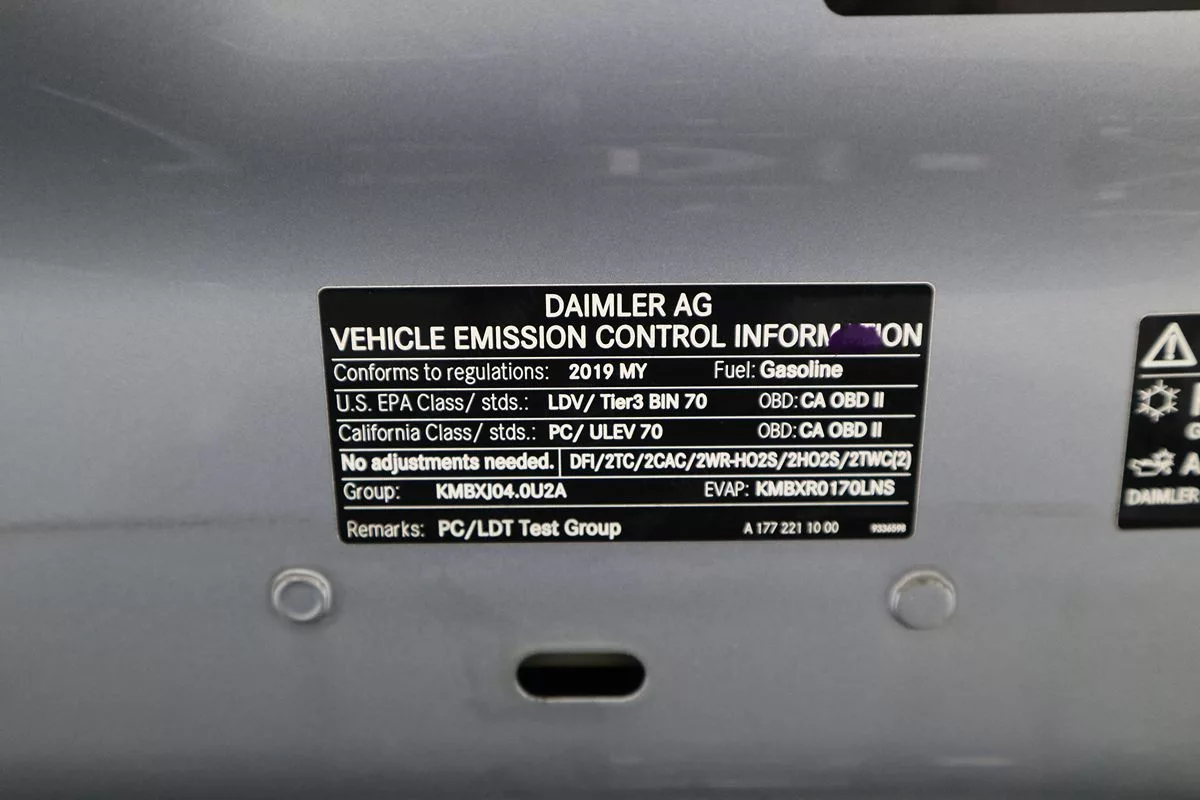 DAIMLER AG
VEHICLE EMISSION CONTROL
Conforms to regulations: 2019 MY Fuel: Gasoline
U.S. EPA Class/ stds.: LDV/ Tier3 BIN 70 OBD: CA OBD II
California Class/ stds.: PC/ ULEV 70 OBD: CA OBD II
No adjustments needed. DFI/2TC/2CAC/2WR-HO2S/2HO2S/2TWC(2)
Group: KMBXJ04.0U2A EVAP: KMBXR0170LNS
Remarks: PC/LDT Test Group A 177 221 10 00 9336598
DAIMLER